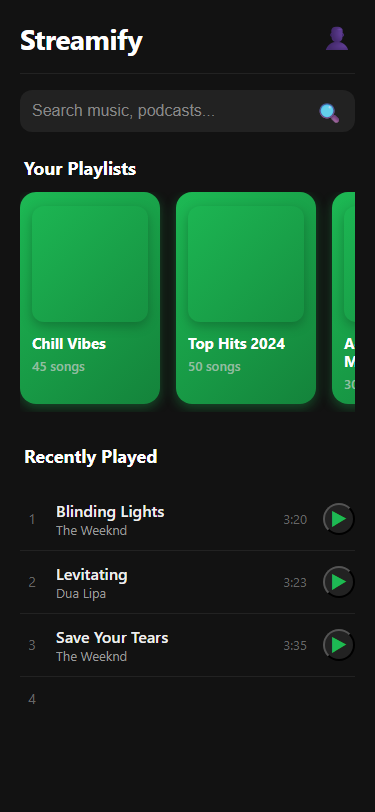 Streamify
Search music, podcasts...
Your Playlists
Chill Vibes
45 songs
Top Hits 2024
50 songs
Recently Played
1
Blinding Lights
The Weeknd
3:20
2
Levitating
Dua Lipa
3:23
3
Save Your Tears
The Weeknd
3:35
4